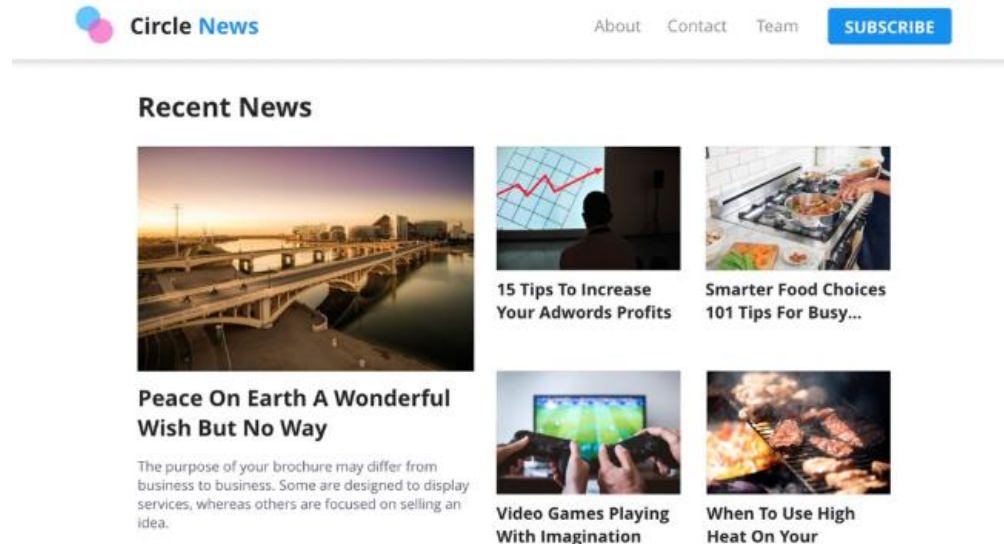 Circle News
About Contact Team SUBSCRIBE
Recent News
Peace On Earth A Wonderful
Wish But No Way
The purpose of your brochure may differ from
business to business. Some are designed to display
services, whereas others are focused on selling an
idea.
15 Tips To Increase
Your Adwords Profits
Smarter Food Choices
101 Tips For Busy...
Video Games Playing
With Imagination
When To Use High
Heat On Your